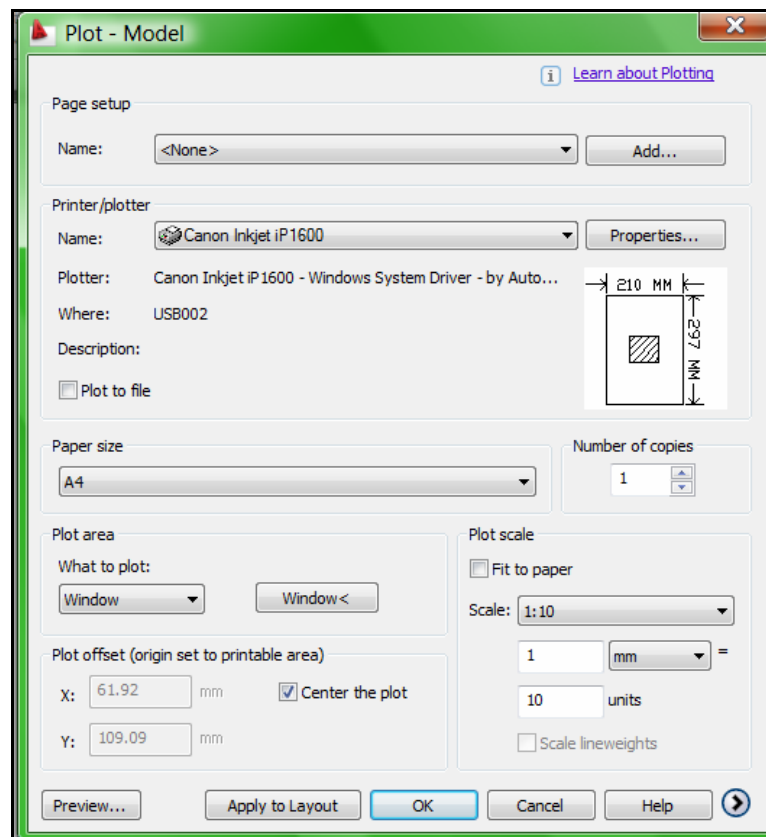 Plot - Model
Learn about Plotting
Page setup
Name: <None> Add...
Printer/plotter
Name: Canon Inkjet iP1600 Properties...
Plotter: Canon Inkjet iP1600 - Windows System Driver - by Auto...
Where: USB002
Description:
Plot to file
210 MM
297 MM
Paper size
A4
Number of copies
1
Plot area
What to plot:
Window Window<
Plot offset (origin set to printable area)
X: 61.92 mm Center the plot
Y: 109.09 mm
Plot scale
Fit to paper
Scale: 1:10
1 mm =
10 units
Scale lineweights
Preview... Apply to Layout OK Cancel Help